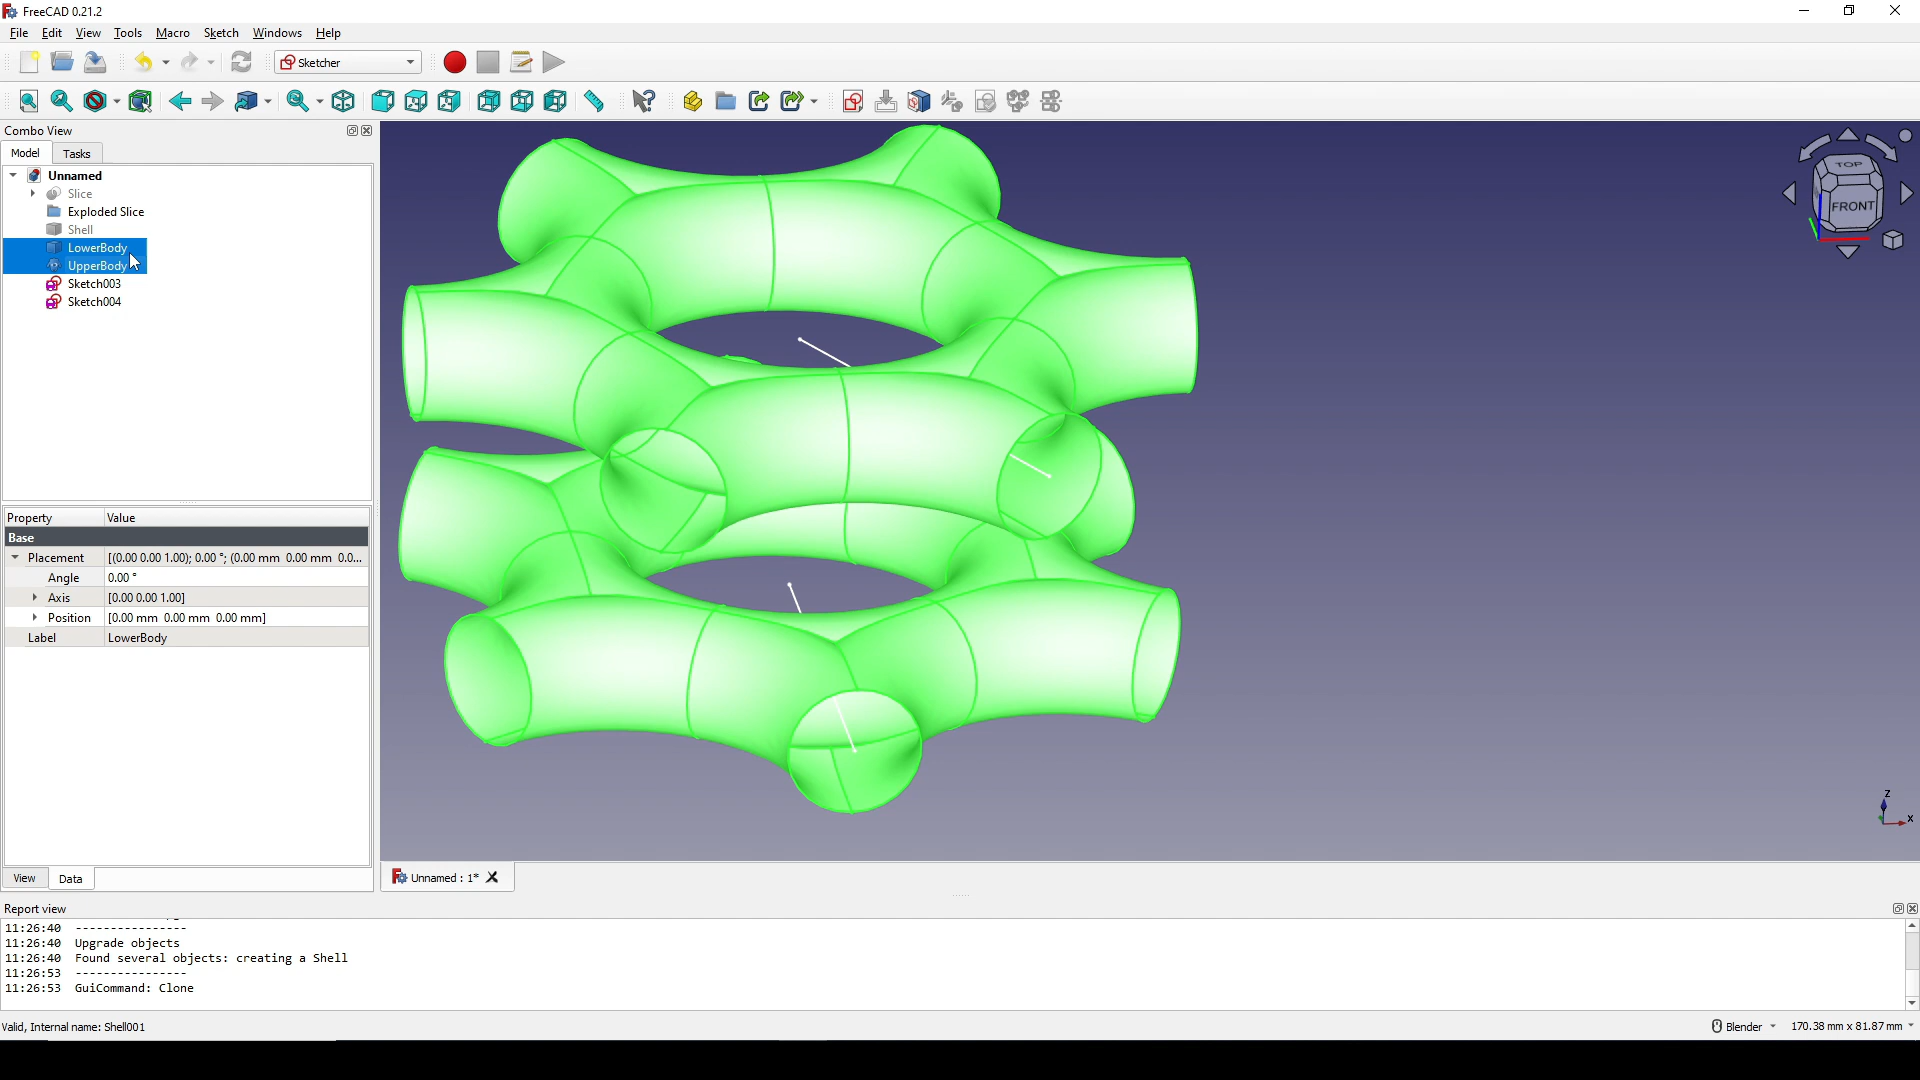 FreeCAD 0.21.2
File Edit View Tools Macro Sketch Windows Help
Sketcher
Combo View
Model Tasks
Unnamed
Slice
Exploded Slice
Shell
LowerBody
UpperBody
Sketch003
Sketch004
TOP
FRONT
Property Value
Base
Placement [(0.00 0.00 1.00); 0.00 °; (0.00 mm 0.00 mm 0.0...
Angle 0.00 °
Axis [0.00 0.00 1.00]
Position [0.00 mm 0.00 mm 0.00 mm]
Label LowerBody
z
x
View Data
Unnamed : 1*
Report view
11:26:40 ----------------
11:26:40 Upgrade objects
11:26:40 Found several objects: creating a Shell
11:26:53 ----------------
11:26:53 GuiCommand: Clone
Valid, Internal name: Shell001
Blender 170.38 mm x 81.87 mm